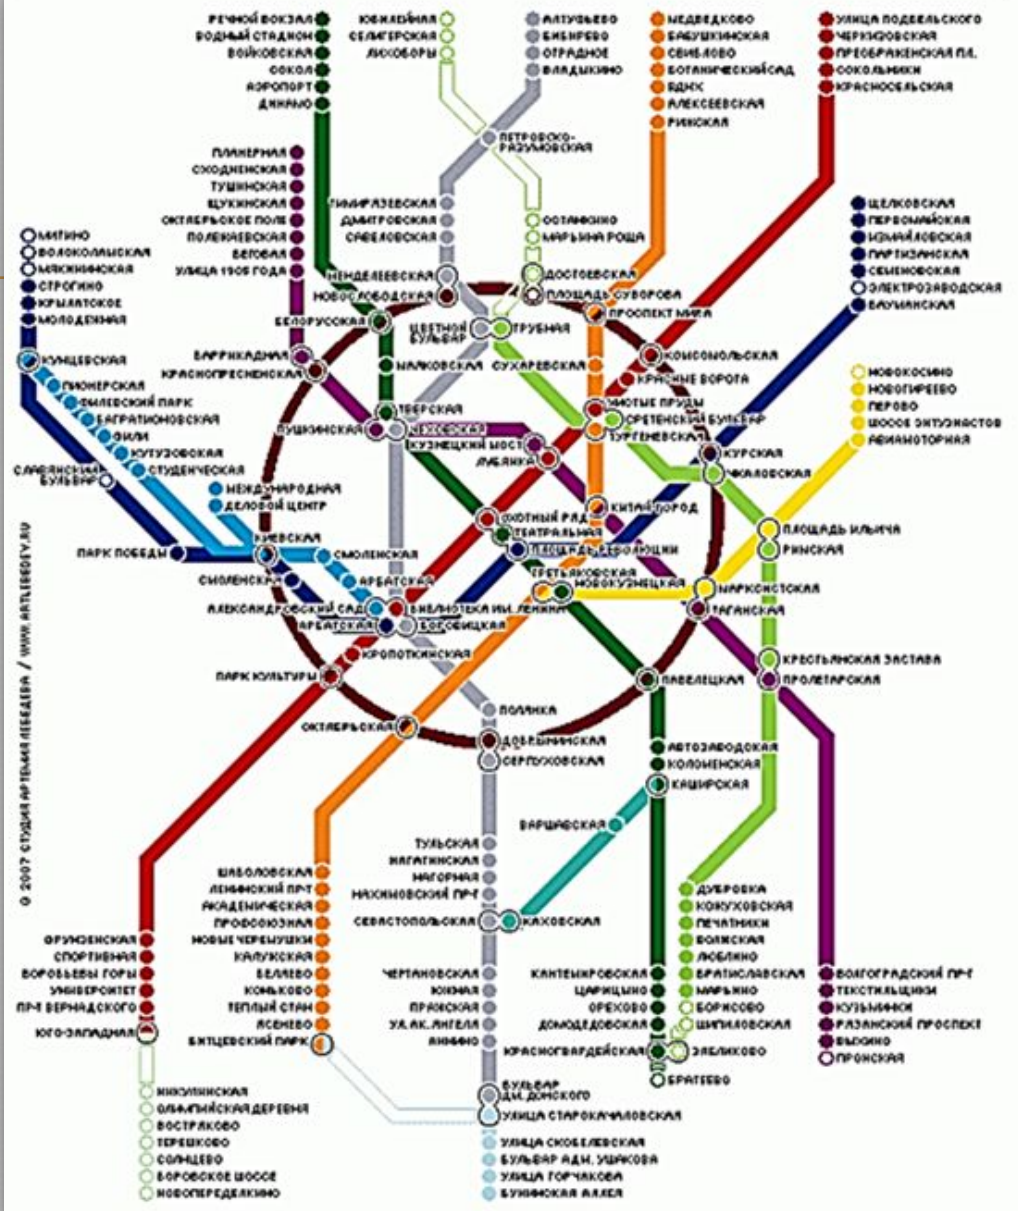 РЕЧНОЙ ВОКЗАЛ
ВОДНЫЙ СТАДИОН
ВОЙКОВСКАЯ
СОКОЛ
АЭРОПОРТ
ДИНАМО
ЮБИЛЕЙНАЯ
СЕЛИГЕРСКАЯ
ЛИХОБОРЫ
АЛТУФЬЕВО
БИБИРЕВО
ОТРАДНОЕ
ВЛАДЫКИНО
МЕДВЕДКОВО
БАБУШКИНСКАЯ
СВИБЛОВО
БОТАНИЧЕСКИЙ САД
ВДНХ
АЛЕКСЕЕВСКАЯ
РИЖСКАЯ
УЛИЦА ПОДБЕЛЬСКОГО
ЧЕРКИЗОВСКАЯ
ПРЕОБРАЖЕНСКАЯ ПЛ.
СОКОЛЬНИКИ
КРАСНОСЕЛЬСКАЯ
ПЕТРОВСКО-
РАЗУМОВСКАЯ
ПЛАНЕРНАЯ
СХОДНЕНСКАЯ
ТУШИНСКАЯ
ЩУКИНСКАЯ
ОКТЯБРЬСКОЕ ПОЛЕ
ПОЛЕЖАЕВСКАЯ
БЕГОВАЯ
УЛИЦА 1905 ГОДА
ТИМИРЯЗЕВСКАЯ
ДМИТРОВСКАЯ
САВЕЛОВСКАЯ
ОСТАНКИНО
МАРЬИНА РОЩА
ЩЕЛКОВСКАЯ
ПЕРВОМАЙСКАЯ
ИЗМАЙЛОВСКАЯ
ПАРТИЗАНСКАЯ
СЕМЕНОВСКАЯ
ЭЛЕКТРОЗАВОДСКАЯ
БАУМАНСКАЯ
МИТИНО
ВОЛОКОЛАМСКАЯ
МЯКИНИНСКАЯ
СТРОГИНО
КРЫЛАТСКОЕ
МОЛОДЕЖНАЯ
КУНЦЕВСКАЯ
МЕНДЕЛЕЕВСКАЯ
НОВОСЛОБОДСКАЯ
ДОСТОЕВСКАЯ
ПЛОЩАДЬ СУВОРОВА
ПРОСПЕКТ МИРА
БЕЛОРУССКАЯ
ЦВЕТНОЙ
БУЛЬВАР
ТРУБНАЯ
БАРРИКАДНАЯ
КРАСНОПРЕСНЕНСКАЯ
МАЯКОВСКАЯ
СУХАРЕВСКАЯ
КОМСОМОЛЬСКАЯ
КРАСНЫЕ ВОРОТА
НОВОКОСИНО
НОВОГИРЕЕВО
ПЕРОВО
ШОССЕ ЭНТУЗИАСТОВ
АВИАМОТОРНАЯ
ПИОНЕРСКАЯ
ФИЛЕВСКИЙ ПАРК
БАГРАТИОНОВСКАЯ
ФИЛИ
КУТУЗОВСКАЯ
СТУДЕНЧЕСКАЯ
СЛАВЯНСКИЙ
БУЛЬВАР
МЕЖДУНАРОДНАЯ
ДЕЛОВОЙ ЦЕНТР
ТВЕРСКАЯ
ПУШКИНСКАЯ
ЧЕХОВСКАЯ
КУЗНЕЦКИЙ МОСТ
ЛУБЯНКА
ЧИСТЫЕ ПРУДЫ
СРЕТЕНСКИЙ БУЛЬВАР
ТУРГЕНЕВСКАЯ
КУРСКАЯ
ЧКАЛОВСКАЯ
КИТАЙ-ГОРОД
ПЛОЩАДЬ ИЛЬИЧА
РИМСКАЯ
ОХОТНЫЙ РЯД
ТЕАТРАЛЬНАЯ
ПЛОЩАДЬ РЕВОЛЮЦИИ
ПАРК ПОБЕДЫ
КИЕВСКАЯ
СМОЛЕНСКАЯ
СМОЛЕНСКАЯ
АРБАТСКАЯ
ТРЕТЬЯКОВСКАЯ
НОВОКУЗНЕЦКАЯ
МАРКСИСТСКАЯ
ТАГАНСКАЯ
АЛЕКСАНДРОВСКИЙ САД
БИБЛИОТЕКА ИМ. ЛЕНИНА
АРБАТСКАЯ
БОРОВИЦКАЯ
КРОПОТКИНСКАЯ
ПАРК КУЛЬТУРЫ
КРЕСТЬЯНСКАЯ ЗАСТАВА
ПРОЛЕТАРСКАЯ
ПАВЕЛЕЦКАЯ
ПОЛЯНКА
ОКТЯБРЬСКАЯ
ДОБРЫНИНСКАЯ
СЕРПУХОВСКАЯ
АВТОЗАВОДСКАЯ
КОЛОМЕНСКАЯ
КАШИРСКАЯ
ВАРШАВСКАЯ
КАХОВСКАЯ
ТУЛЬСКАЯ
НАГАТИНСКАЯ
НАГОРНАЯ
НАХИМОВСКИЙ ПР-Т
СЕВАСТОПОЛЬСКАЯ
ЧЕРТАНОВСКАЯ
ЮЖНАЯ
ПРАЖСКАЯ
УЛ. АК. ЯНГЕЛЯ
АННИНО
БУЛЬВАР
ДМ. ДОНСКОГО
УЛИЦА СТАРОКАЧАЛОВСКАЯ
УЛИЦА СКОБЕЛЕВСКАЯ
БУЛЬВАР АДМ. УШАКОВА
УЛИЦА ГОРЧАКОВА
БУНИНСКАЯ АЛЛЕЯ
ШАБОЛОВСКАЯ
ЛЕНИНСКИЙ ПР-Т
АКАДЕМИЧЕСКАЯ
ПРОФСОЮЗНАЯ
НОВЫЕ ЧЕРЕМУШКИ
КАЛУЖСКАЯ
БЕЛЯЕВО
КОНЬКОВО
ТЕПЛЫЙ СТАН
ЯСЕНЕВО
БИТЦЕВСКИЙ ПАРК
ФРУНЗЕНСКАЯ
СПОРТИВНАЯ
ВОРОБЬЕВЫ ГОРЫ
УНИВЕРСИТЕТ
ПР-Т ВЕРНАДСКОГО
ЮГО-ЗАПАДНАЯ
НИКУЛИНСКАЯ
ОЛИМПИЙСКАЯ ДЕРЕВНЯ
ВОСТРЯКОВО
ТЕРЕШКОВО
СОЛНЦЕВО
БОРОВСКОЕ ШОССЕ
НОВОПЕРЕДЕЛКИНО
КАНТЕМИРОВСКАЯ
ЦАРИЦЫНО
ОРЕХОВО
ДОМОДЕДОВСКАЯ
КРАСНОГВАРДЕЙСКАЯ
БРАТЕЕВО
ДУБРОВКА
КОЖУХОВСКАЯ
ПЕЧАТНИКИ
ВОЛЖСКАЯ
ЛЮБЛИНО
БРАТИСЛАВСКАЯ
МАРЬИНО
БОРИСОВО
ШИПИЛОВСКАЯ
ЗЯБЛИКОВО
ВОЛГОГРАДСКИЙ ПР-Т
ТЕКСТИЛЬЩИКИ
КУЗЬМИНКИ
РЯЗАНСКИЙ ПРОСПЕКТ
ВЫХИНО
ПРОНСКАЯ
© 2007 СТУДИЯ АРТЕМИЯ ЛЕБЕДЕВА / WWW.ARTLEBEDEV.RU